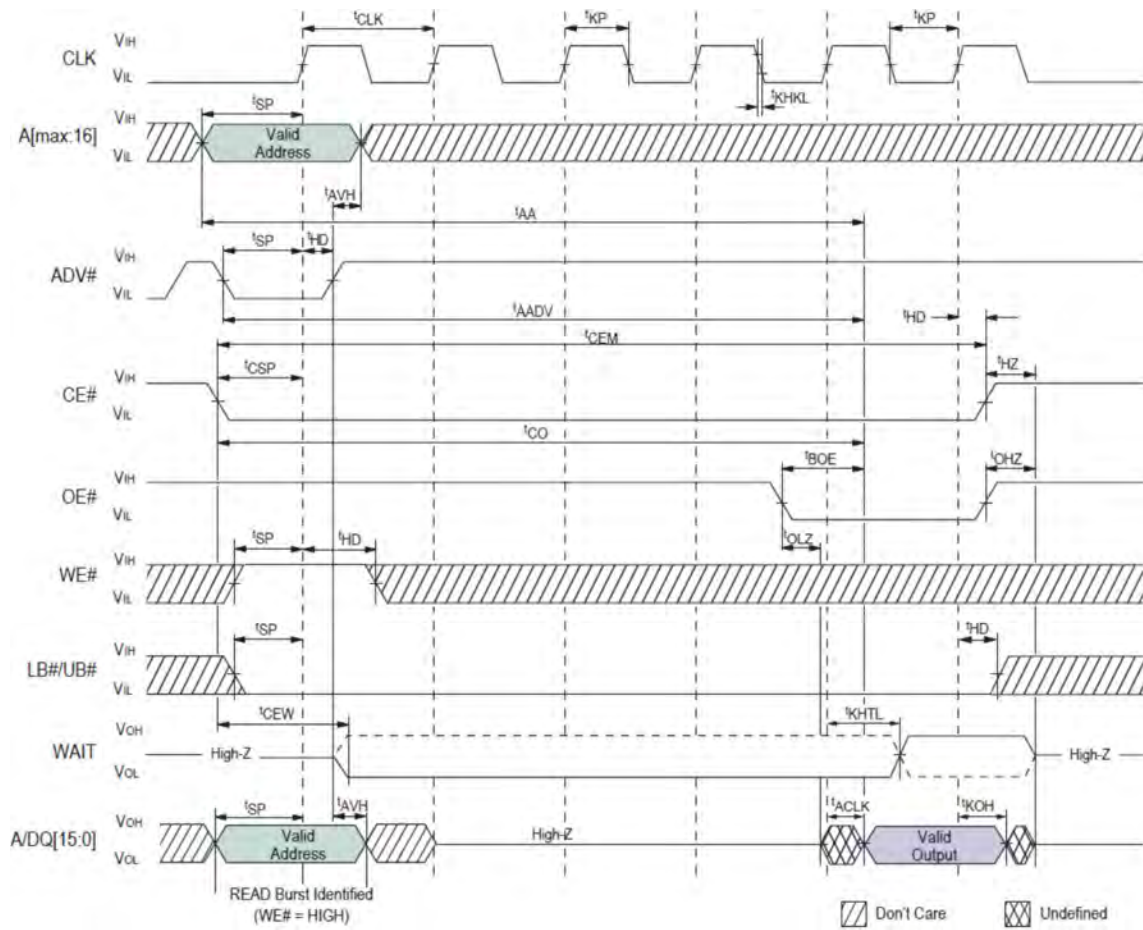 tCLK
tKP
tKP
CLK
VIH
VIL
tKHKL
tSP
A[max:16]
VIH
VIL
Valid
Address
tAVH
tAA
tSP
tHD
ADV#
VIH
VIL
tAADV
tHD
tCEM
tCSP
tHZ
CE#
VIH
VIL
tCO
tBOE
tOHZ
OE#
VIH
VIL
tOLZ
tSP
tHD
WE#
VIH
VIL
tSP
tHD
LB#/UB#
VIH
VIL
tCEW
tKHTL
WAIT
VOH
VOL
High-Z
High-Z
tSP
tAVH
tACLK
tKOH
A/DQ[15:0]
VOH
VOL
Valid
Address
High-Z
Valid
Output
READ Burst Identified
(WE# = HIGH)
Don't Care
Undefined